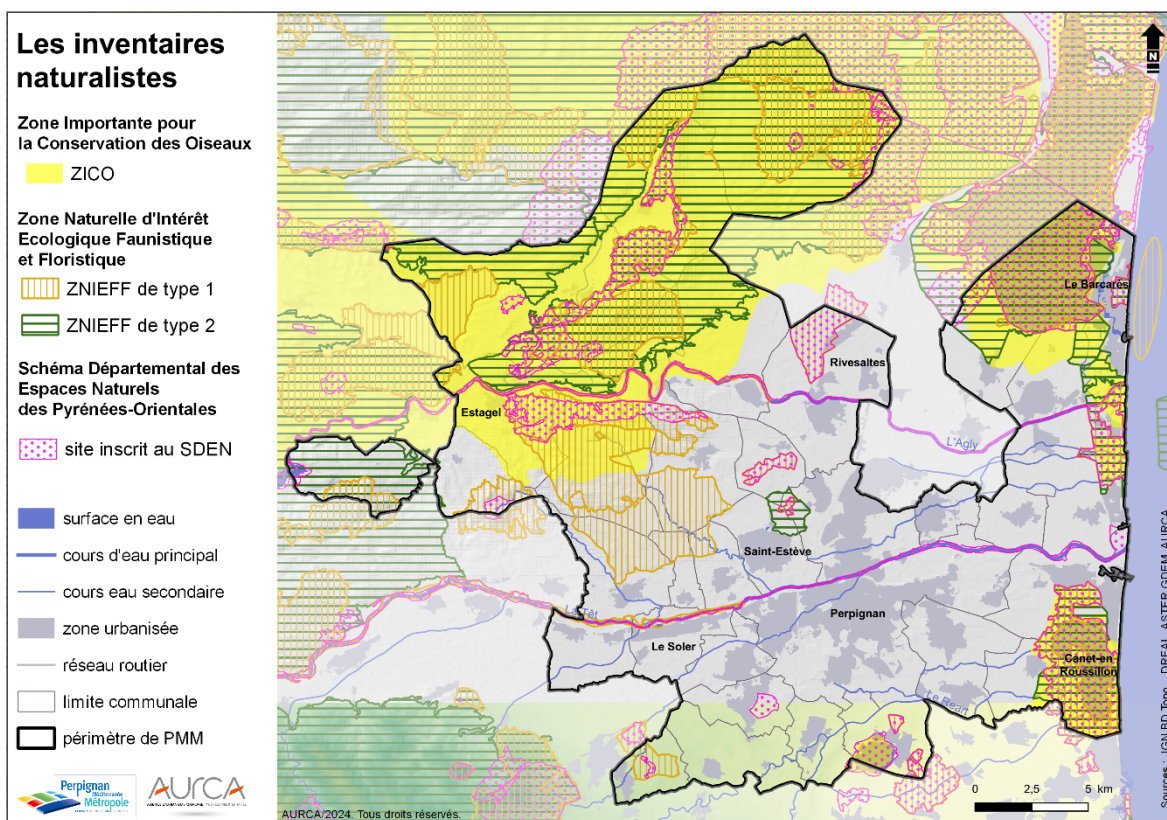 Les inventaires
naturalistes
Zone Importante pour
la Conservation des Oiseaux
ZICO
Zone Naturelle d'Intérêt
Ecologique Faunistique
et Floristique
ZNIEFF de type 1
ZNIEFF de type 2
Schéma Départemental des
Espaces Naturels
des Pyrénées-Orientales
site inscrit au SDEN
surface en eau
cours d'eau principal
cours eau secondaire
zone urbanisée
réseau routier
limite communale
périmètre de PMM
Perpignan
Méditerranée
Métropole
AURCA
N
Le Barcarès
Rivesaltes
Estagel
L'Agly
Saint-Estève
La Têt
Perpignan
Le Soler
Canet-en
Roussillon
Le Réart
0 2,5 5 km
AURCA/2024. Tous droits réservés.
Sources : IGN BD Topo, DREAL, ASTER GDEM, AURCA